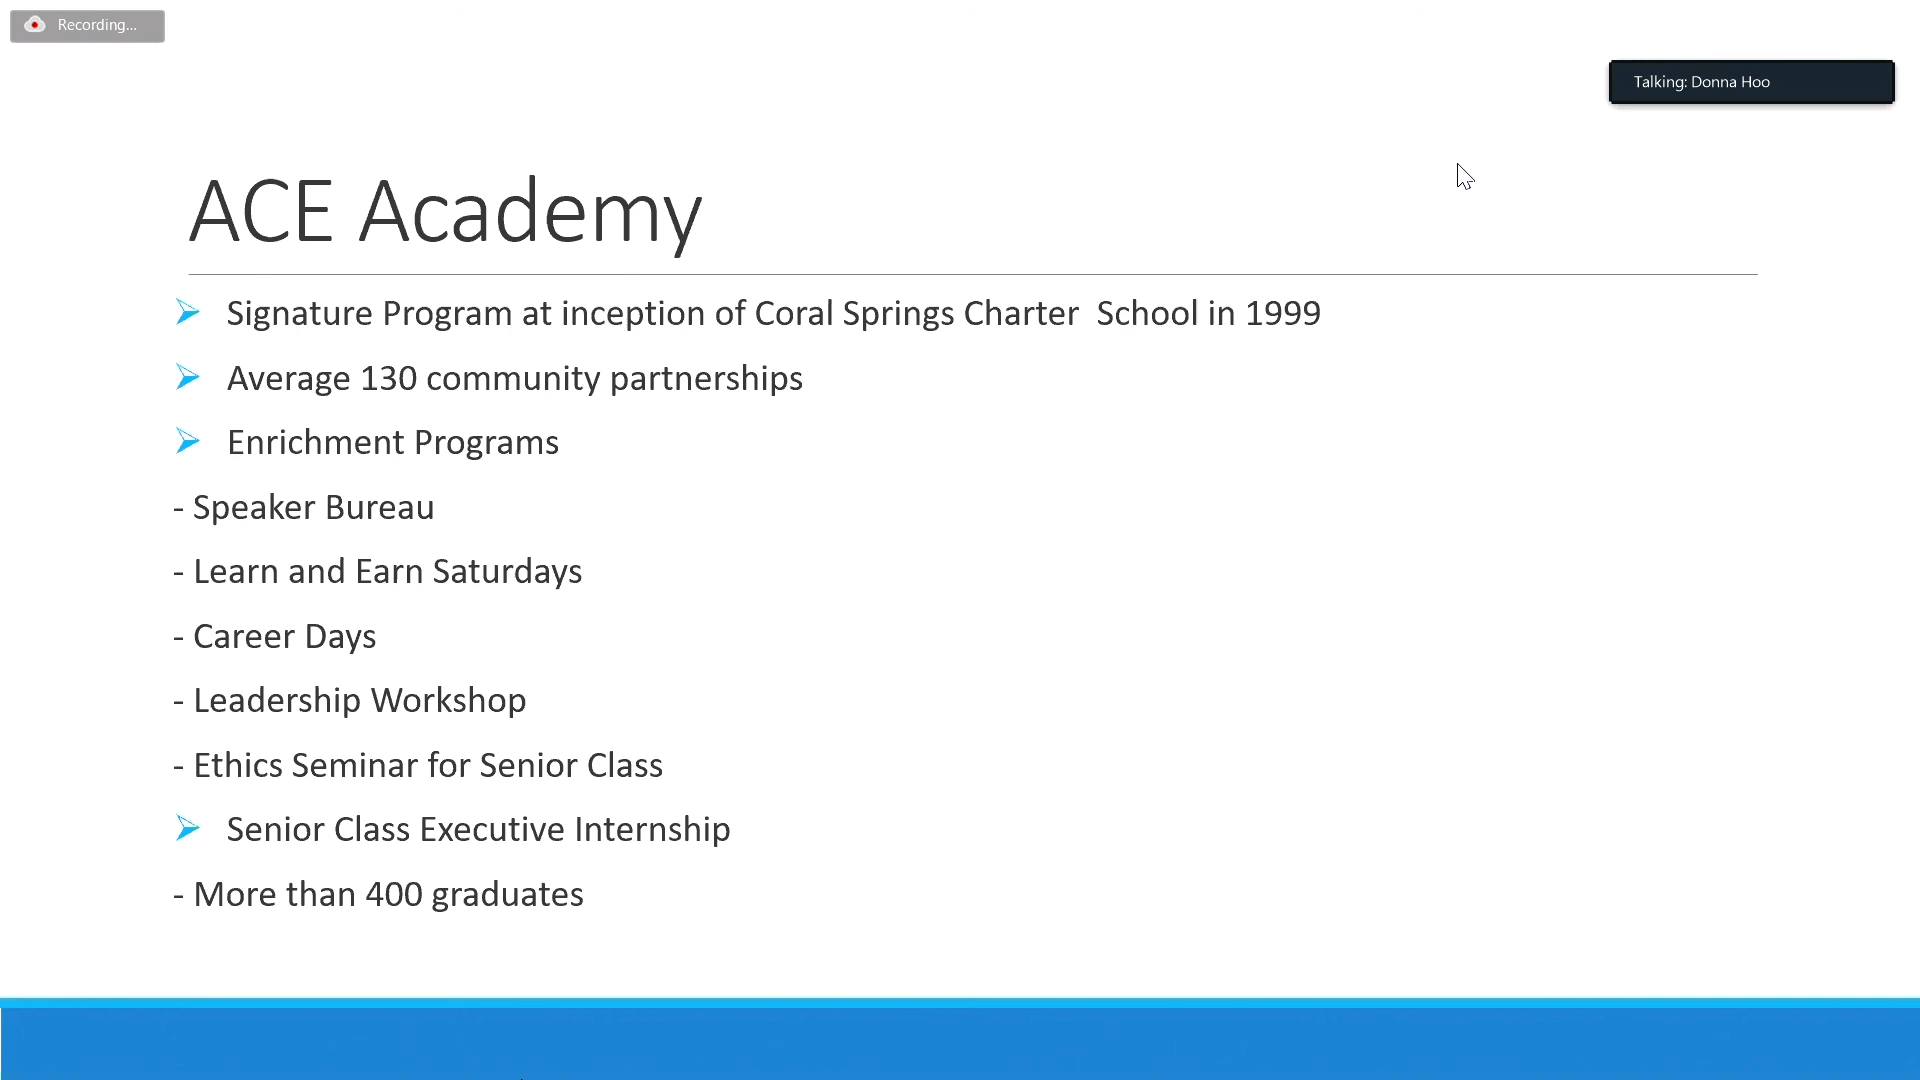 Recording...
Talking: Donna Hoo
ACE Academy
Signature Program at inception of Coral Springs Charter  School in 1999
Average 130 community partnerships
Enrichment Programs
- Speaker Bureau
- Learn and Earn Saturdays
- Career Days
- Leadership Workshop
- Ethics Seminar for Senior Class
Senior Class Executive Internship
- More than 400 graduates